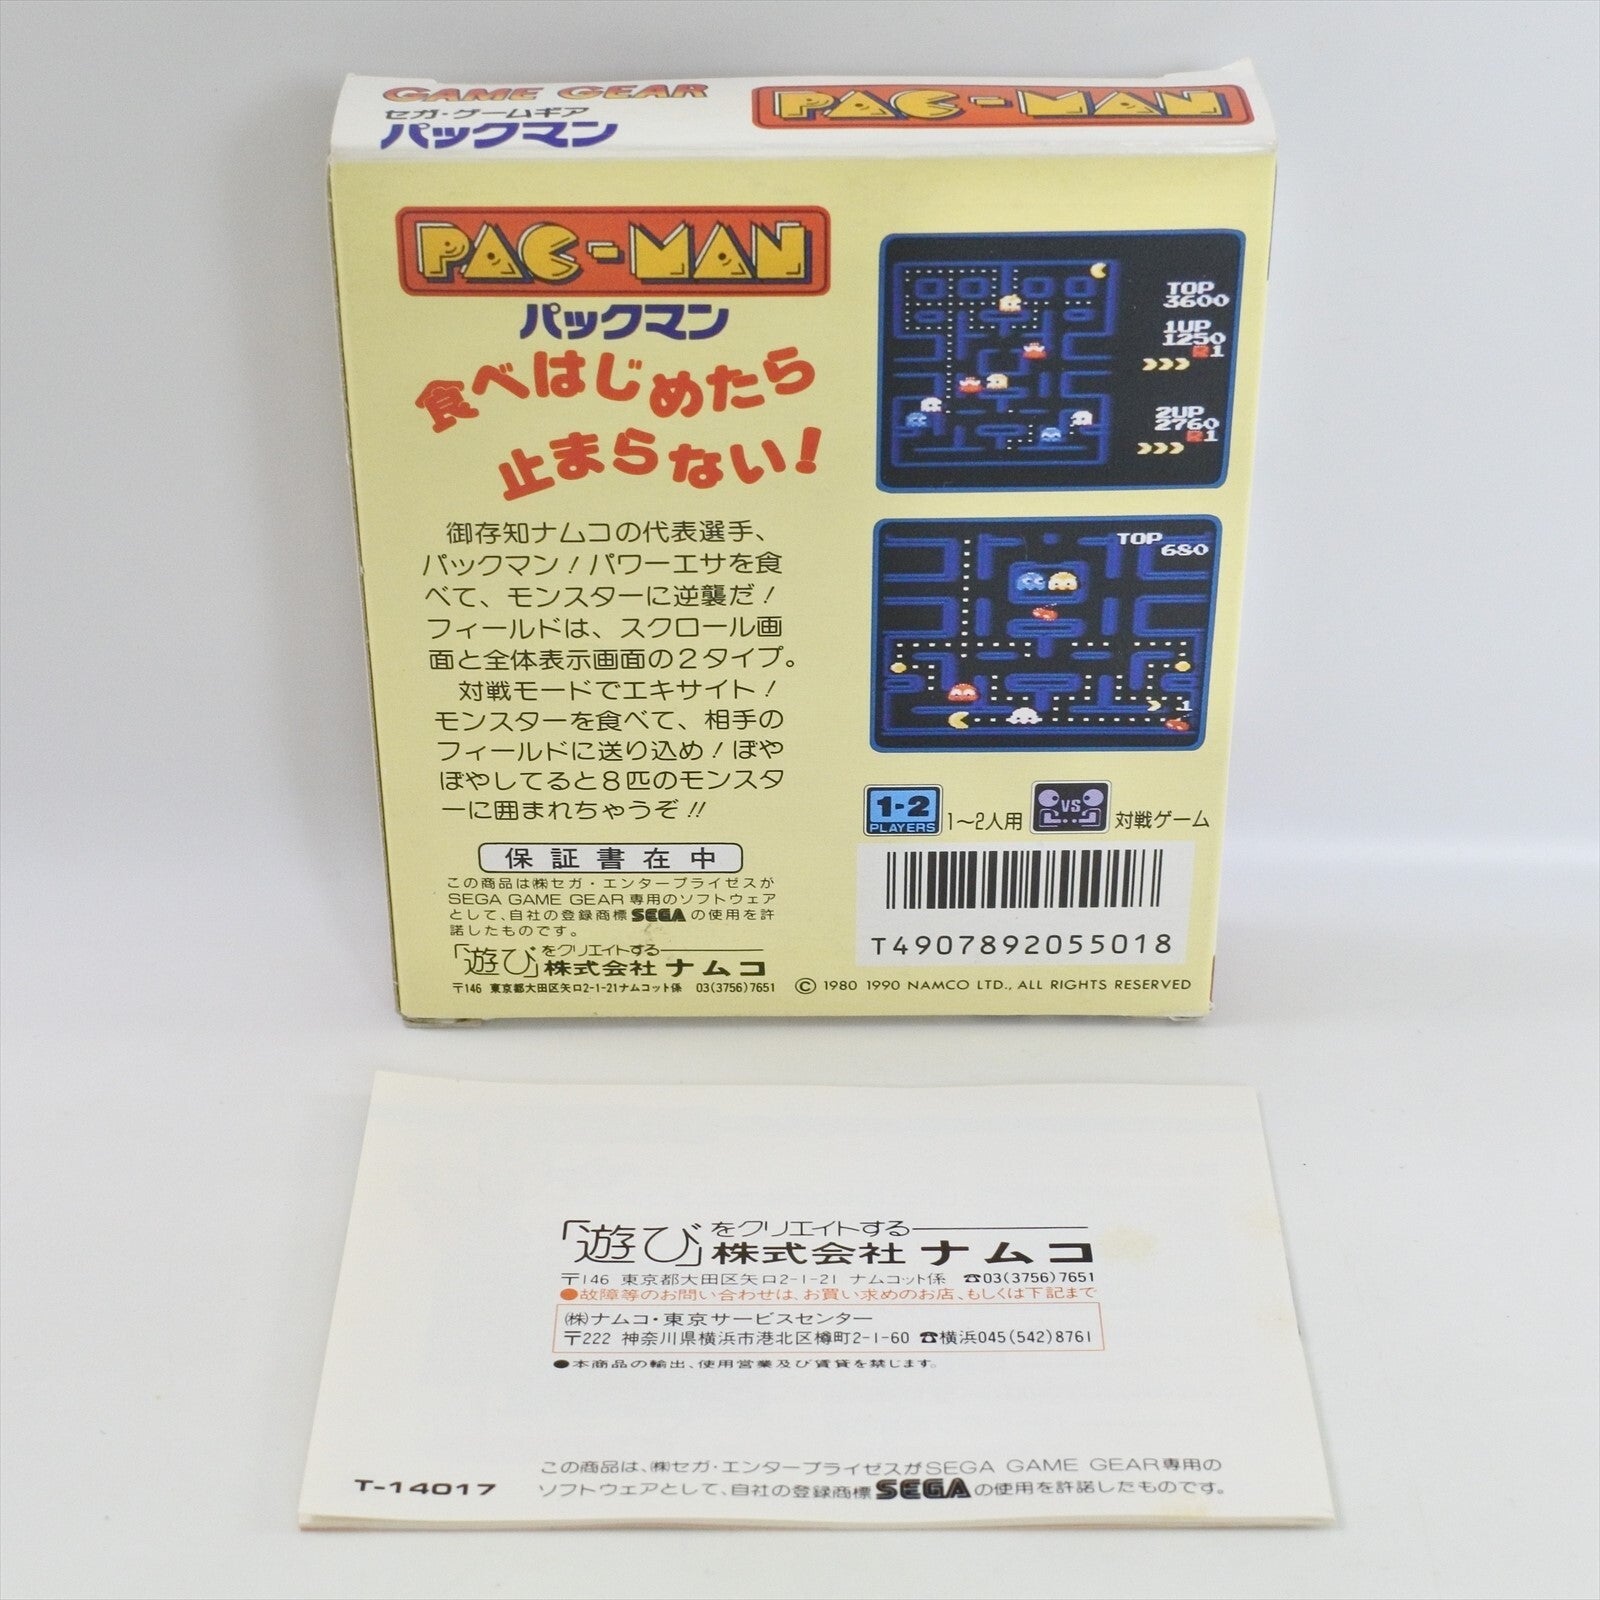 GAME GEAR
セガ・ゲームギア
パックマン
PAC-MAN
PAC-MAN
パックマン
食べはじめたら
止まらない!
御存知ナムコの代表選手、
パックマン!パワーエサを食
べて、モンスターに逆襲だ!
フィールドは、スクロール画
面と全体表示画面の2タイプ。
対戦モードでエキサイト!
モンスターを食べて、相手の
フィールドに送り込め!ぼや
ぼやしてると8匹のモンスタ
ーに囲まれちゃうぞ!!
保証書在中
この商品は㈱セガ・エンタープライゼスが
SEGA GAME GEAR専用のソフトウェア
として、自社の登録商標SEGAの使用を許
諾したものです。
「遊び」をクリエイトする
株式会社ナムコ
〒146 東京都大田区矢口2-1-21ナムコット係 03(3756)7651
TOP
3600
1UP
1250
1
2UP
2760
1
TOP
680
1
1-2
PLAYERS
1〜2人用
VS
対戦ゲーム
T4907892055018
© 1980 1990 NAMCO LTD., ALL RIGHTS RESERVED
「遊び」をクリエイトする
株式会社ナムコ
〒146 東京都大田区矢口2-1-21 ナムコット係 ☎03(3756)7651
●故障等のお問い合わせは、お買い求めのお店、もしくは下記まで
㈱ナムコ・東京サービスセンター
〒222 神奈川県横浜市港北区樽町2-1-60 ☎横浜045(542)8761
●本商品の輸出、使用営業及び賃貸を禁じます。
この商品は、㈱セガ・エンタープライゼスがSEGA GAME GEAR専用の
T-14017
ソフトウェアとして、自社の登録商標SEGAの使用を許諾したものです。